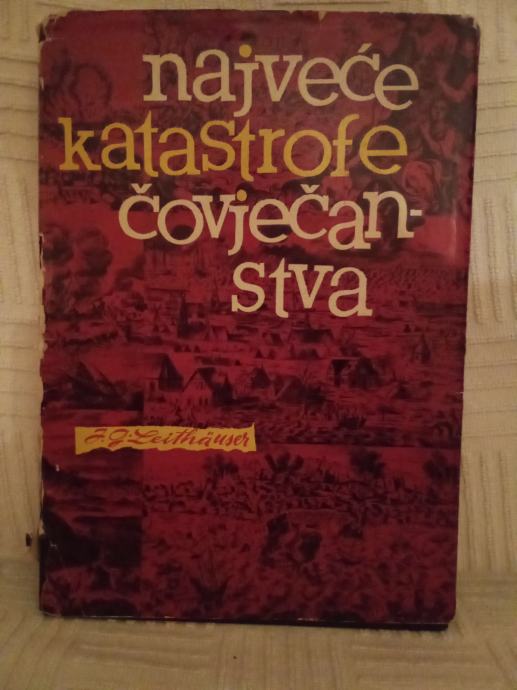 najveće
katastrofe
čovječan-
stva
J. G. Leithäuser